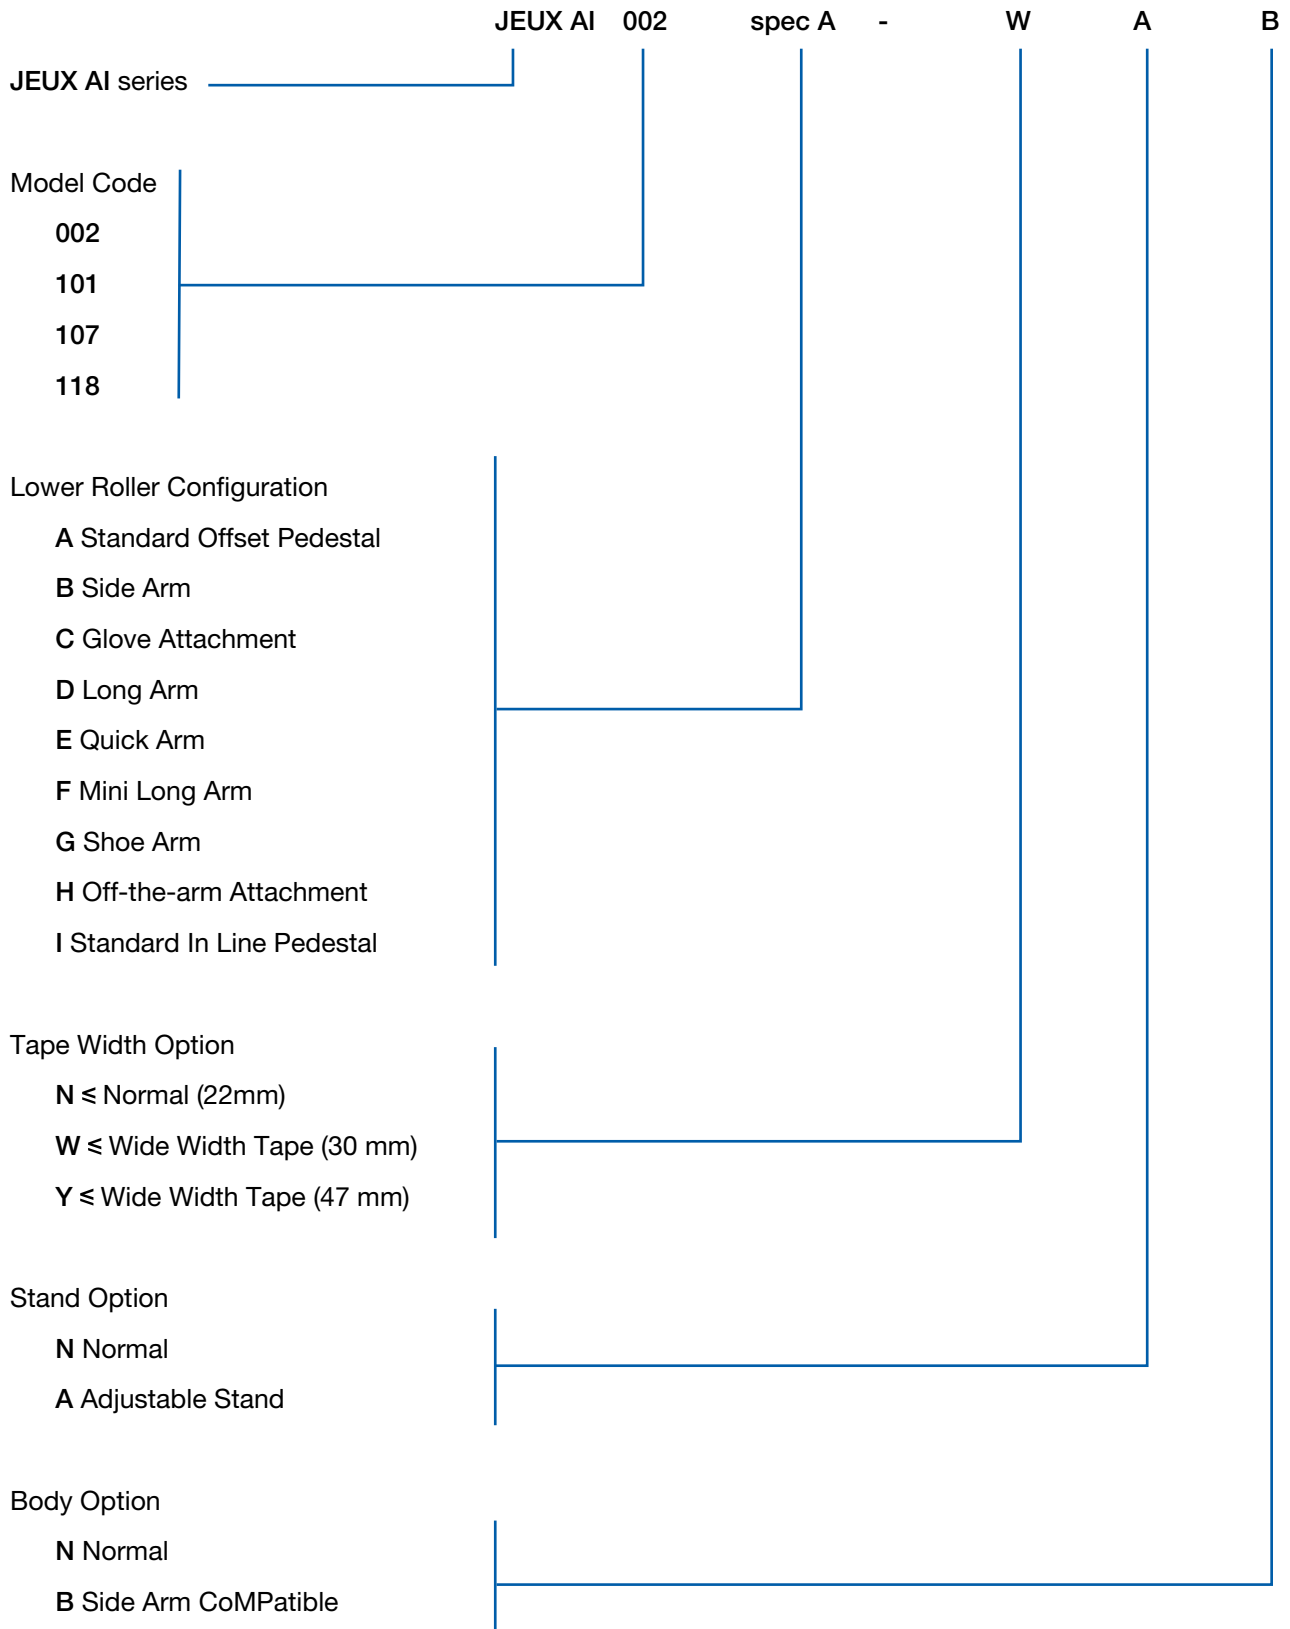 JEUX AI 002 spec A - W A B
JEUX AI series
Model Code
002
101
107
118
Lower Roller Configuration
A Standard Offset Pedestal
B Side Arm
C Glove Attachment
D Long Arm
E Quick Arm
F Mini Long Arm
G Shoe Arm
H Off-the-arm Attachment
I Standard In Line Pedestal
Tape Width Option
N ≤ Normal (22mm)
W ≤ Wide Width Tape (30 mm)
Y ≤ Wide Width Tape (47 mm)
Stand Option
N Normal
A Adjustable Stand
Body Option
N Normal
B Side Arm CoMPatible